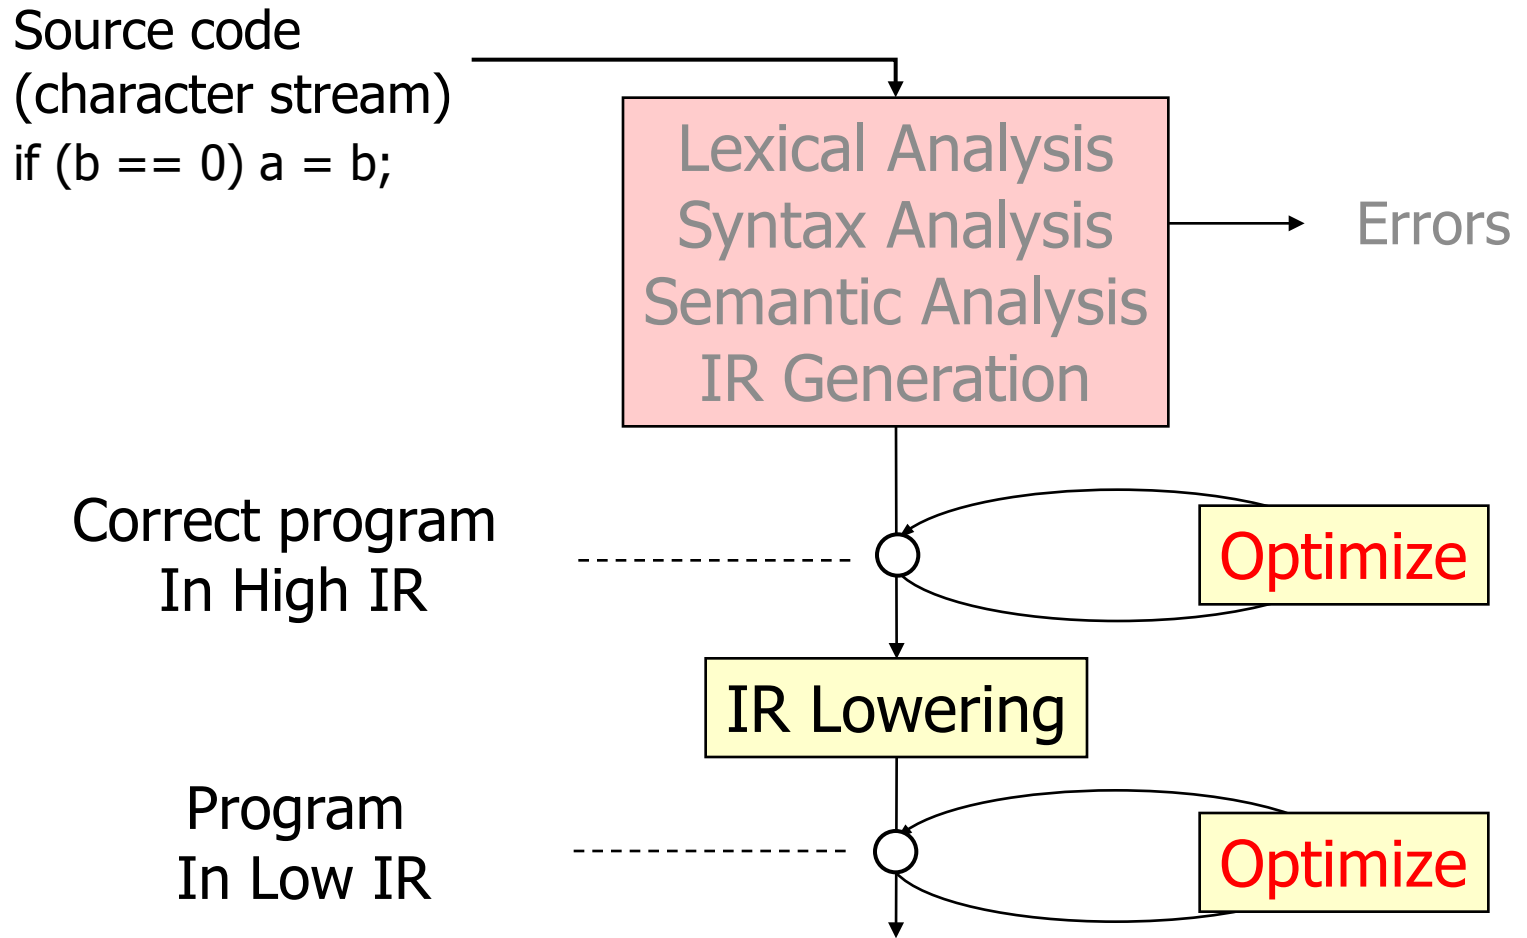 Source code
(character stream)
if (b == 0) a = b;
Lexical Analysis
Syntax Analysis
Semantic Analysis
IR Generation
Errors
Correct program
In High IR
Optimize
IR Lowering
Program
In Low IR
Optimize